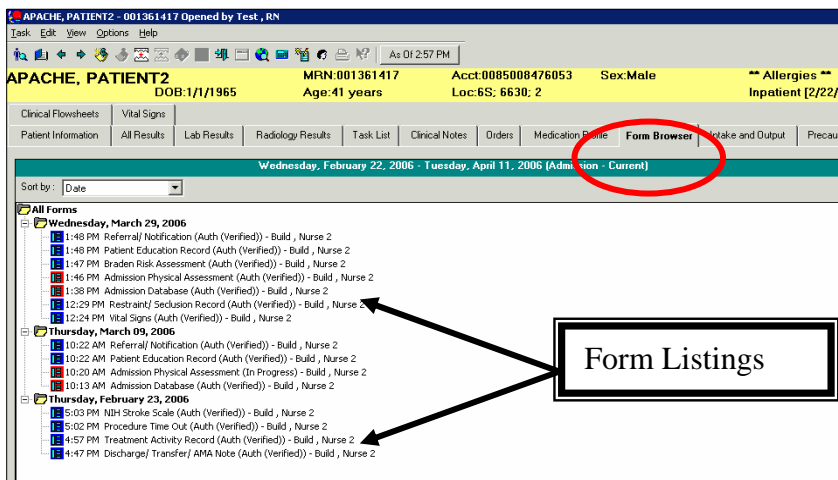 APACHE, PATIENT2 - 001361417 Opened by Test , RN
Task Edit View Options Help
As Of 2:57 PM
APACHE, PATIENT2 MRN:001361417 Acct:0085008476053 Sex:Male ** Allergies **
DOB:1/1/1965 Age:41 years Loc:6S; 6630; 2 Inpatient [2/22/
Clinical Flowsheets Vital Signs
Patient Information All Results Lab Results Radiology Results Task List Clinical Notes Orders Medication Profile Form Browser Intake and Output Precau
Wednesday, February 22, 2006 - Tuesday, April 11, 2006 (Admission - Current)
Sort by : Date
All Forms
Wednesday, March 29, 2006
1:48 PM Referral/ Notification (Auth (Verified)) - Build , Nurse 2
1:48 PM Patient Education Record (Auth (Verified)) - Build , Nurse 2
1:47 PM Braden Risk Assessment (Auth (Verified)) - Build , Nurse 2
1:46 PM Admission Physical Assessment (Auth (Verified)) - Build , Nurse 2
1:38 PM Admission Database (Auth (Verified)) - Build , Nurse 2
12:29 PM Restraint/ Seclusion Record (Auth (Verified)) - Build , Nurse 2
12:24 PM Vital Signs (Auth (Verified)) - Build , Nurse 2
Thursday, March 09, 2006
10:22 AM Referral/ Notification (Auth (Verified)) - Build , Nurse 2
10:22 AM Patient Education Record (Auth (Verified)) - Build , Nurse 2
10:20 AM Admission Physical Assessment (In Progress) - Build , Nurse 2
10:13 AM Admission Database (Auth (Verified)) - Build , Nurse 2
Thursday, February 23, 2006
5:03 PM NIH Stroke Scale (Auth (Verified)) - Build , Nurse 2
5:02 PM Procedure Time Out (Auth (Verified)) - Build , Nurse 2
4:57 PM Treatment Activity Record (Auth (Verified)) - Build , Nurse 2
4:47 PM Discharge/ Transfer/ AMA Note (Auth (Verified)) - Build , Nurse 2
Form Listings